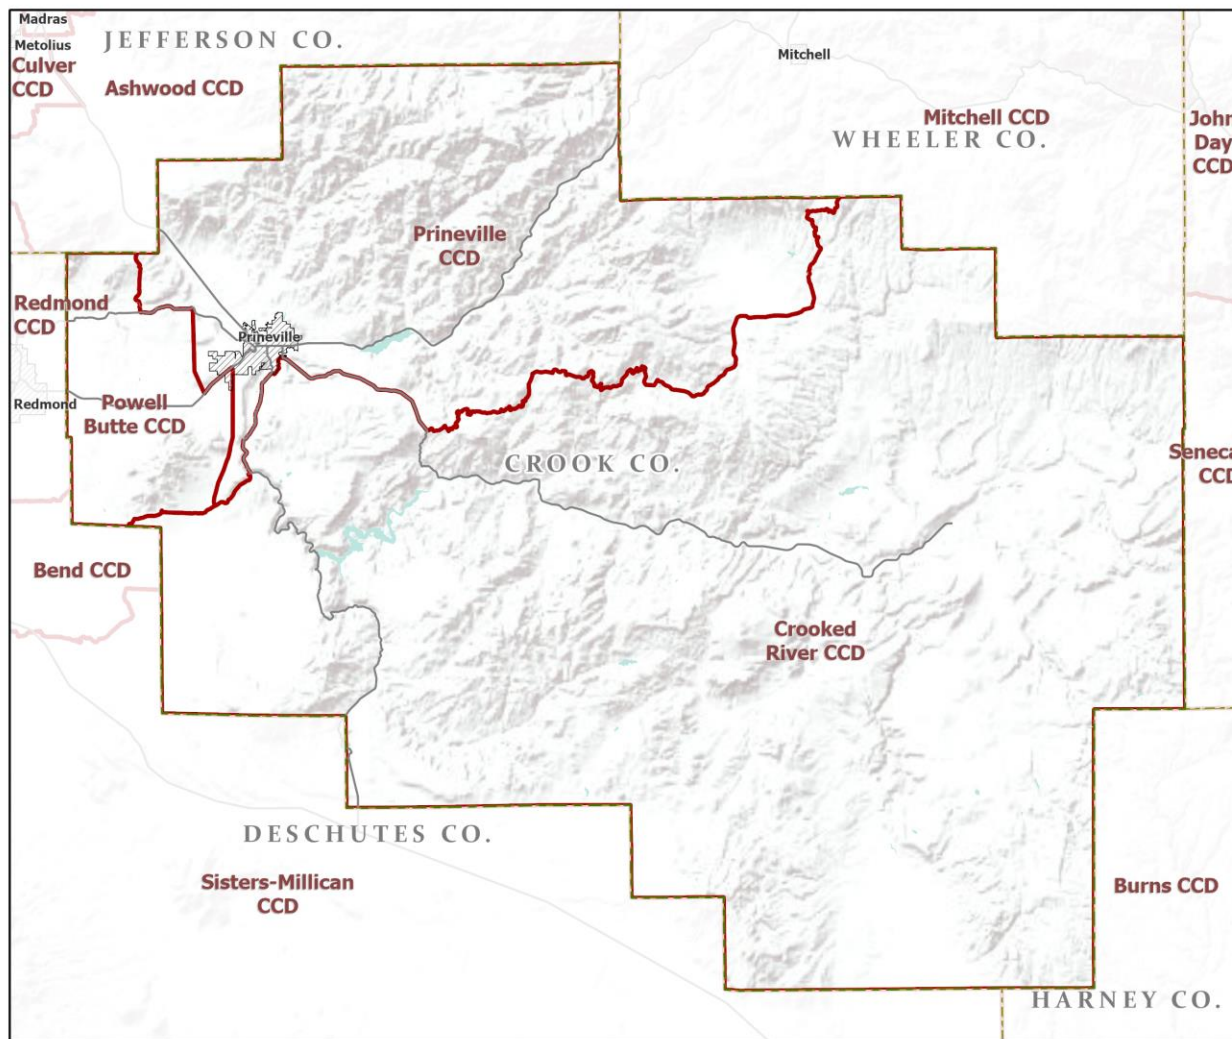 Madras
JEFFERSON CO.
Metolius
Culver
CCD
Ashwood CCD
Mitchell
Mitchell CCD
WHEELER CO.
John
Day
CCD
Prineville
CCD
Redmond
CCD
Prineville
Redmond
Powell
Butte CCD
CROOK CO.
Seneca
CCD
Bend CCD
Crooked
River CCD
DESCHUTES CO.
Sisters-Millican
CCD
Burns CCD
HARNEY CO.